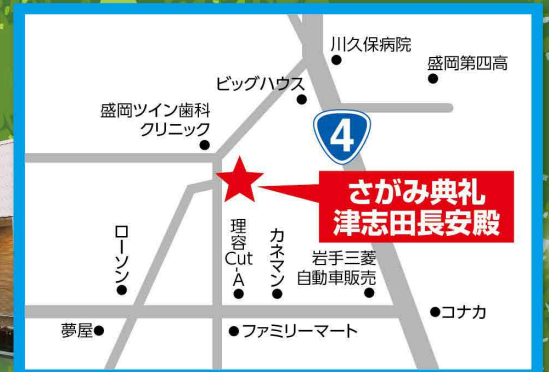 川久保病院
盛岡第四高
ビッグハウス
盛岡ツイン歯科
クリニック
4
さがみ典礼
津志田長安殿
ローソン
理容Cut-A
カネマン
岩手三菱
自動車販売
コナカ
夢屋
ファミリーマート